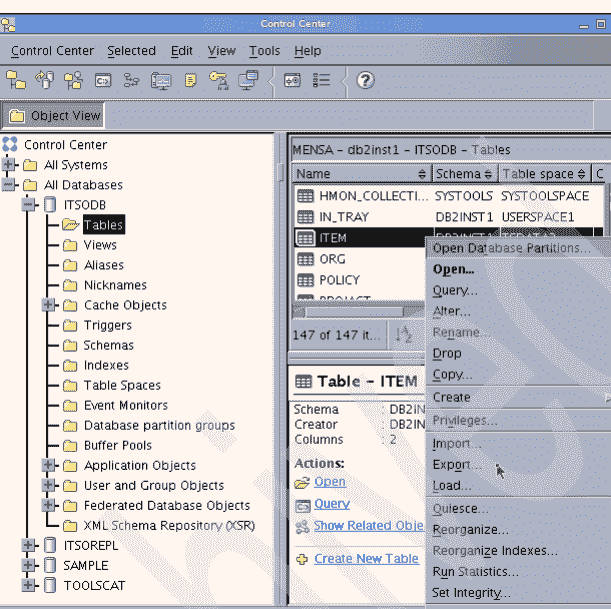 Control Center
Control Center Selected Edit View Tools Help
Object View
Control Center
All Systems
All Databases
ITSODB
Tables
Views
Aliases
Nicknames
Cache Objects
Triggers
Schemas
Indexes
Table Spaces
Event Monitors
Database partition groups
Buffer Pools
Application Objects
User and Group Objects
Federated Database Objects
XML Schema Repository (XSR)
ITSOREPL
SAMPLE
TOOLSCAT
MENSA - db2inst1 - ITSODB - Tables
Name Schema Table space C
HMON_COLLECTI... SYSTOOLS SYSTOOLSPACE
IN_TRAY DB2INST1 USERSPACE1
ITEM DB2INST1
ORG
POLICY
PROJACT
147 of 147 it...
Table - ITEM
Schema : DB2IN
Creator : DB2IN
Columns : 2
Actions:
Open
Query
Show Related Obje
Create New Table
Open Database Partitions...
Open...
Query...
Alter...
Rename...
Drop
Copy...
Create
Privileges...
Import...
Export...
Load...
Quiesce...
Reorganize...
Reorganize Indexes...
Run Statistics...
Set Integrity...